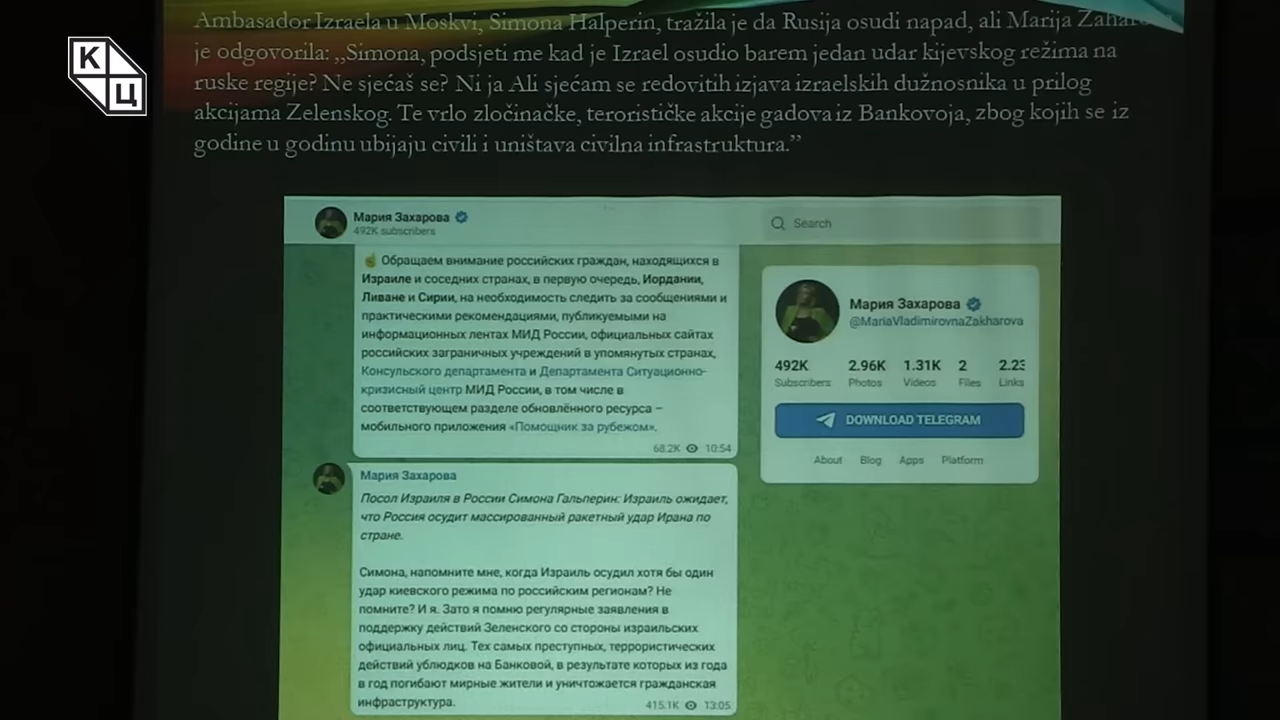 К
Ц
Ambasador Izraela u Moskvi, Simona Halperin, tražila je da Rusija osudi napad, ali Marija
je odgovorila: „Simona, podsjeti me kad je Izrael osudio barem jedan udar kijevskog režima na
ruske regije? Ne sjećaš se? Ni ja Ali sjećam se redovitih izjava izraelskih dužnosnika u prilog
akcijama Zelenskog. Te vrlo zločinačke, terorističke akcije gadova iz Bankovoja, zbog kojih se iz
godine u godinu ubijaju civili i uništava civilna infrastruktura.”
Мария Захарова
492K subscribers
Search
Обращаем внимание российских граждан, находящихся в
Израиле и соседних странах, в первую очередь, Иордании,
Ливане и Сирии, на необходимость следить за сообщениями и
практическими рекомендациями, публикуемыми на
информационных лентах МИД России, официальных сайтах
российских заграничных учреждений в упомянутых странах,
Консульского департамента и Департамента Ситуационно-
кризисный центр МИД России, в том числе в
соответствующем разделе обновлённого ресурса –
мобильного приложения «Помощник за рубежом».
68.2K 10:54
Мария Захарова
@MariaVladimirovnaZakharova
492K 2.96K 1.31K 2 2.23
Subscribers Photos Videos Files Links
DOWNLOAD TELEGRAM
About Blog Apps Platform
Мария Захарова
Посол Израиля в России Симона Гальперин: Израиль ожидает,
что Россия осудит массированный ракетный удар Ирана по
стране.
Симона, напомните мне, когда Израиль осудил хотя бы один
удар киевского режима по российским регионам? Не
помните? И я. Зато я помню регулярные заявления в
поддержку действий Зеленского со стороны израильских
официальных лиц. Тех самых преступных, террористических
действий ублюдков на Банковой, в результате которых из года
в год погибают мирные жители и уничтожается гражданская
инфраструктура.
415.1K 13:05